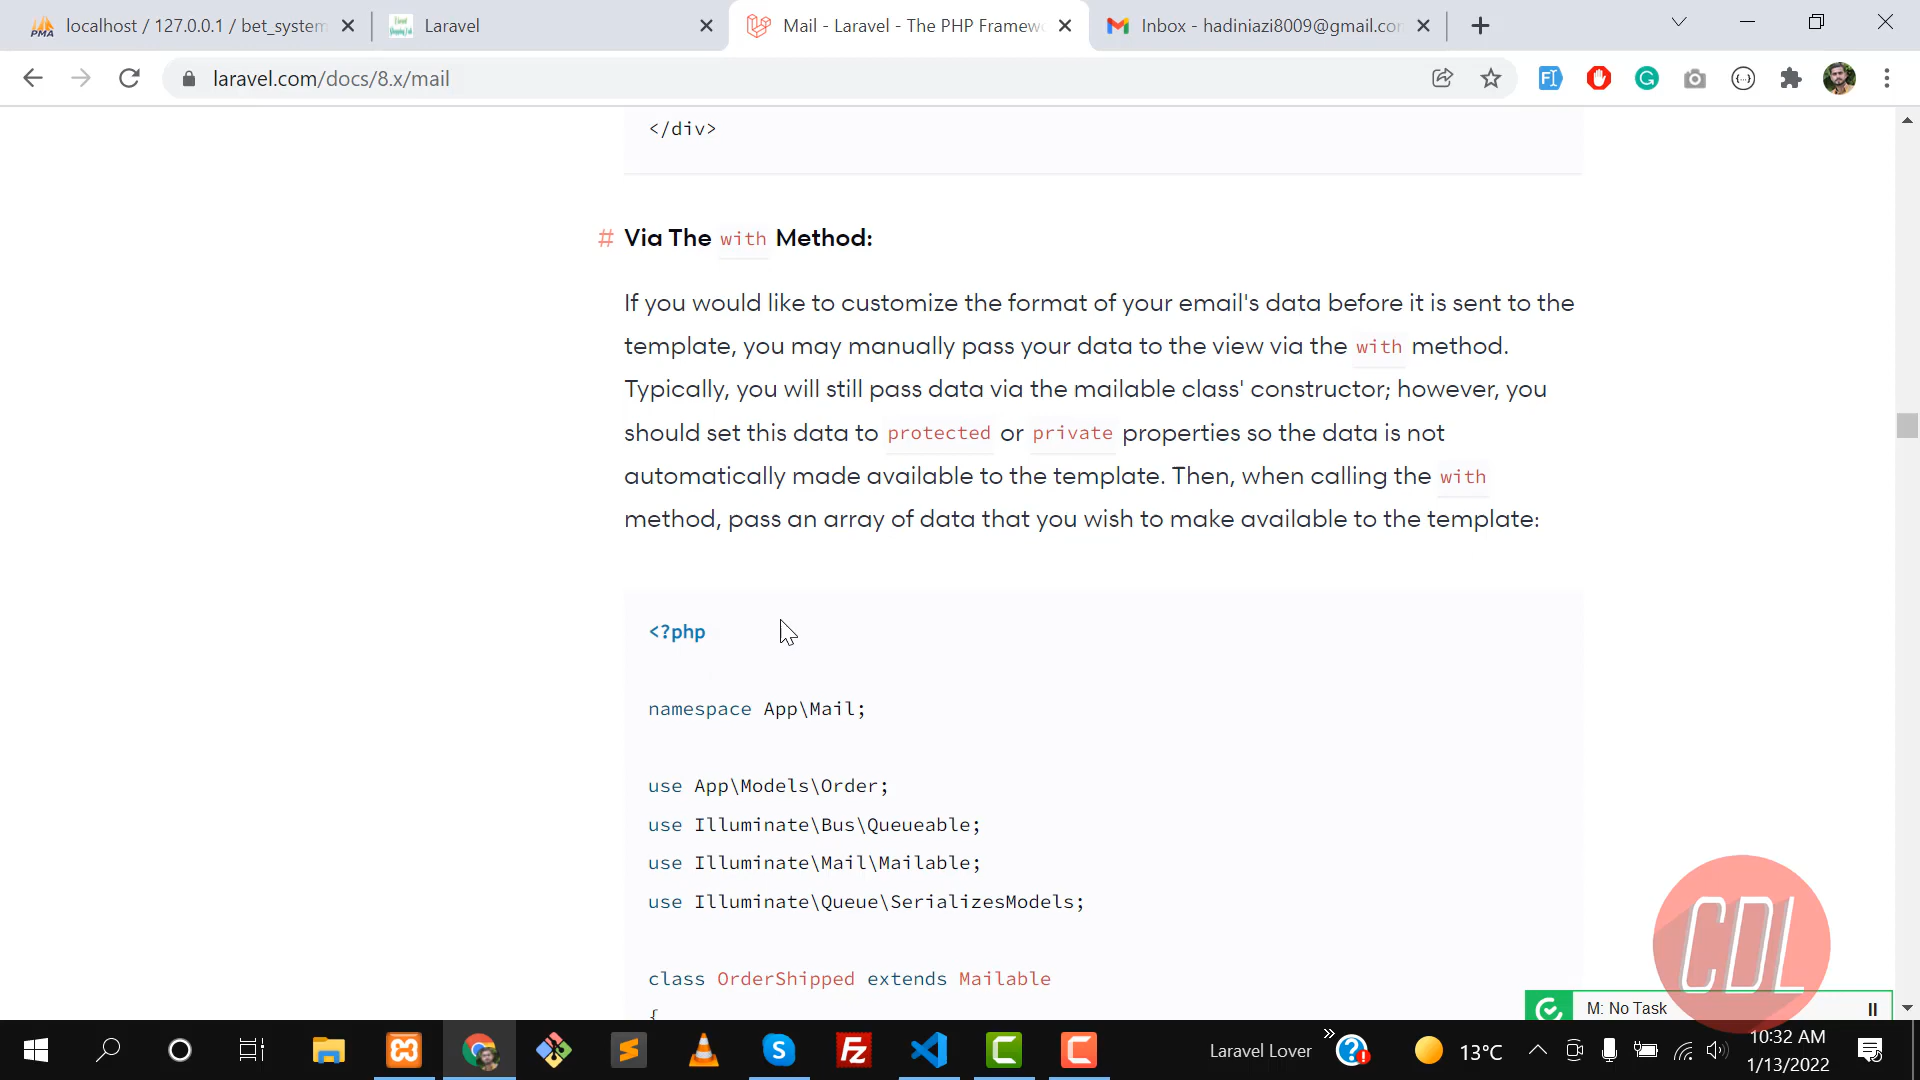 localhost / 127.0.0.1 / bet_system
Laravel
Mail - Laravel - The PHP Framew
Inbox - hadiniazi8009@gmail.co
laravel.com/docs/8.x/mail
</div>
# Via The with Method:
If you would like to customize the format of your email's data before it is sent to the
template, you may manually pass your data to the view via the with method.
Typically, you will still pass data via the mailable class' constructor; however, you
should set this data to protected or private properties so the data is not
automatically made available to the template. Then, when calling the with
method, pass an array of data that you wish to make available to the template:
<?php
namespace App\Mail;
use App\Models\Order;
use Illuminate\Bus\Queueable;
use Illuminate\Mail\Mailable;
use Illuminate\Queue\SerializesModels;
class OrderShipped extends Mailable
{
CDL
M: No Task
Laravel Lover
13°C
10:32 AM
1/13/2022